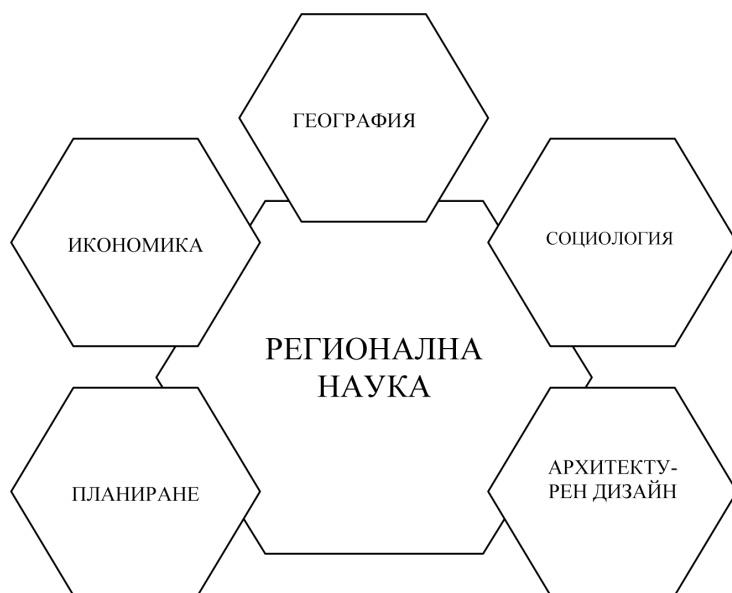 ГЕОГРАФИЯ
ИКОНОМИКА
СОЦИОЛОГИЯ
РЕГИОНАЛНА
НАУКА
ПЛАНИРАНЕ
АРХИТЕКТУ-
РЕН ДИЗАЙН